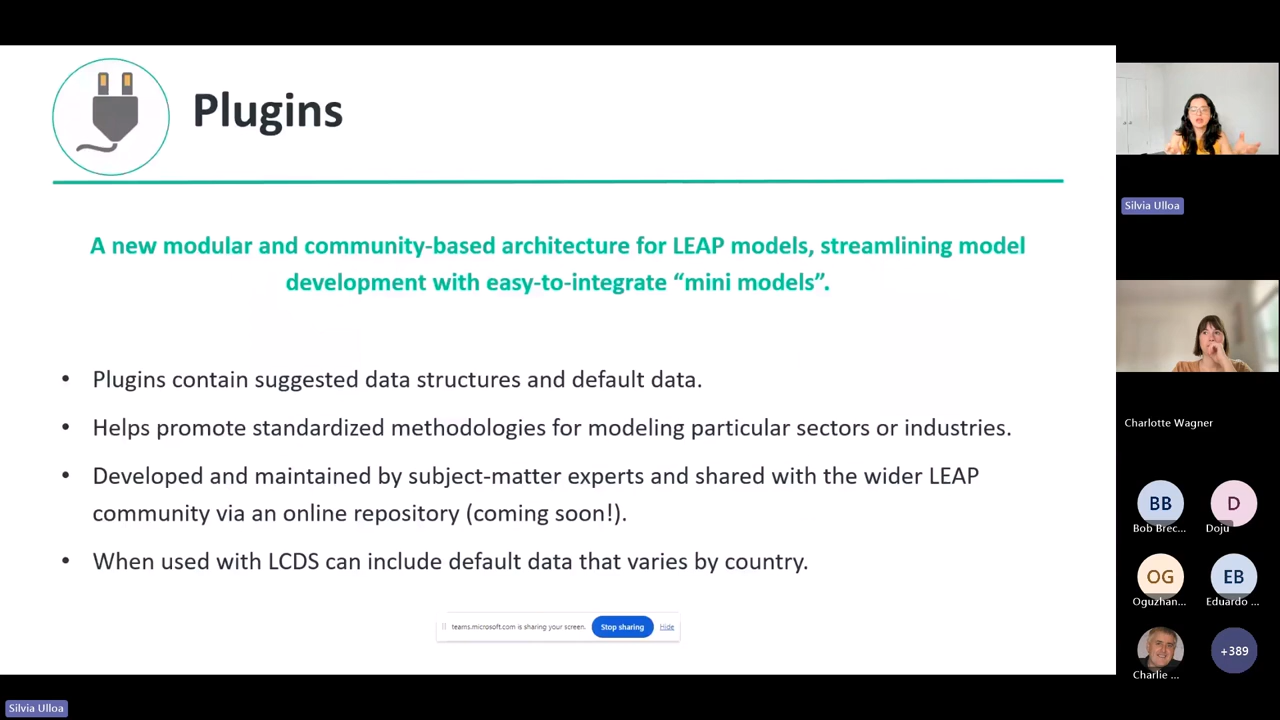 Plugins
A new modular and community-based architecture for LEAP models, streamlining model
development with easy-to-integrate “mini models”.
• Plugins contain suggested data structures and default data.
• Helps promote standardized methodologies for modeling particular sectors or industries.
• Developed and maintained by subject-matter experts and shared with the wider LEAP
community via an online repository (coming soon!).
• When used with LCDS can include default data that varies by country.
teams.microsoft.com is sharing your screen. Stop sharing Hide
Silvia Ulloa
Silvia Ulloa
Charlotte Wagner
BB D
Bob Brec... Doju
OG EB
Oguzhan... Eduardo ...
+389
Charlie ...